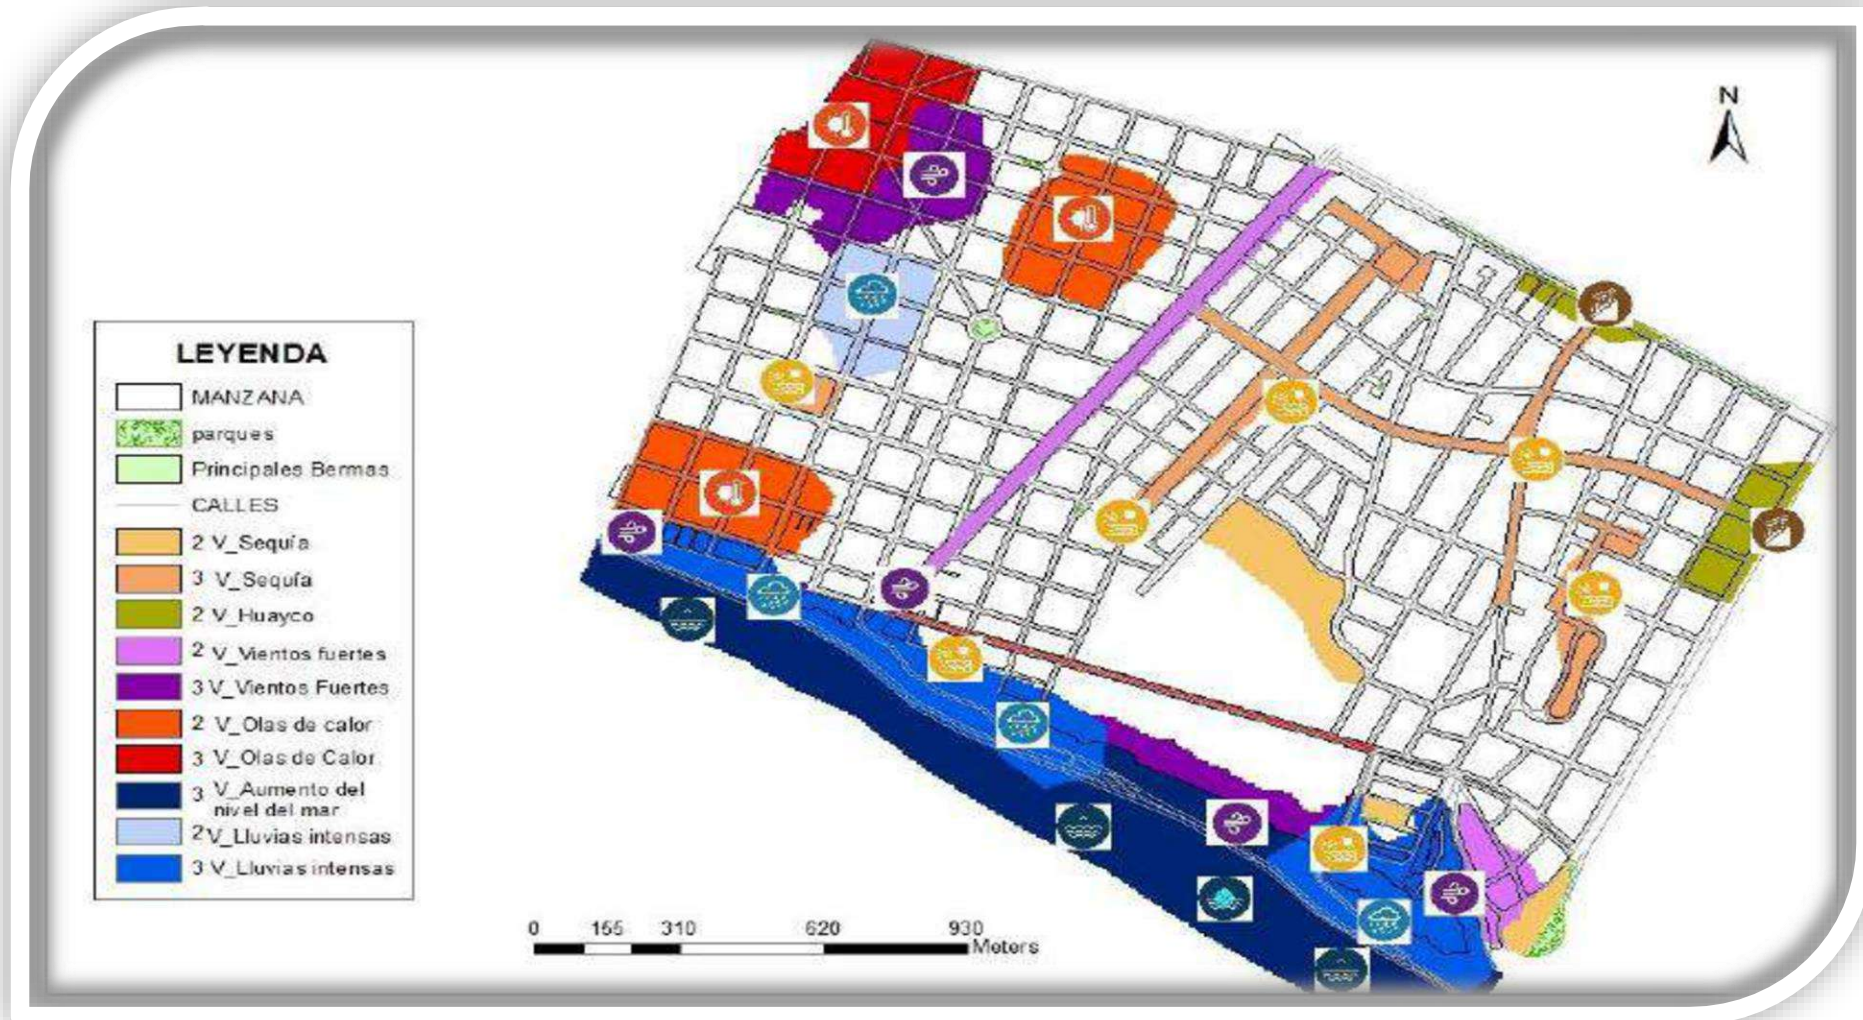 N
LEYENDA
MANZANA
parques
Principales Bermas
CALLES
2 V_Sequía
3 V_Sequía
2 V_Huayco
2 V_Vientos fuertes
3 V_Vientos Fuertes
2 V_Olas de calor
3 V_Olas de Calor
3 V_Aumento del
nivel del mar
2 V_Lluvias intensas
3 V_Lluvias intensas
0 155 310 620 930
Meters